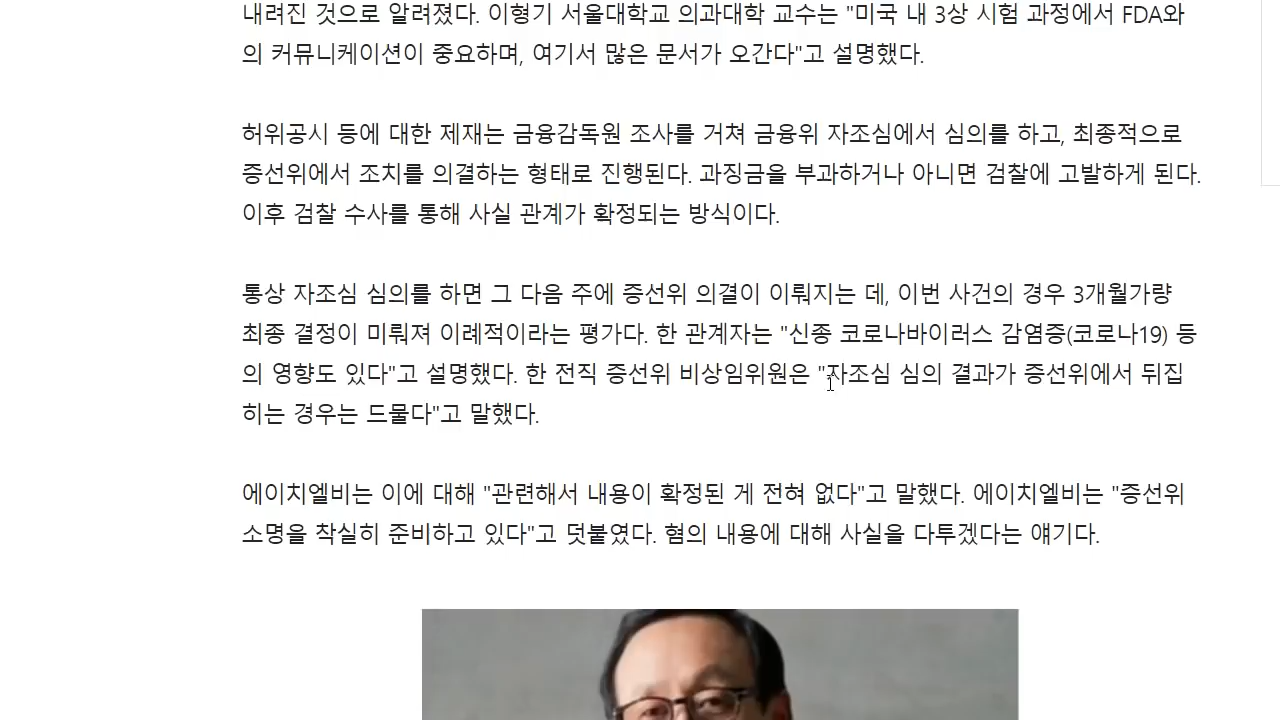 내려진 것으로 알려졌다. 이형기 서울대학교 의과대학 교수는 "미국 내 3상 시험 과정에서 FDA와
의 커뮤니케이션이 중요하며, 여기서 많은 문서가 오간다"고 설명했다.
허위공시 등에 대한 제재는 금융감독원 조사를 거쳐 금융위 자조심에서 심의를 하고, 최종적으로
증선위에서 조치를 의결하는 형태로 진행된다. 과징금을 부과하거나 아니면 검찰에 고발하게 된다.
이후 검찰 수사를 통해 사실 관계가 확정되는 방식이다.
통상 자조심 심의를 하면 그 다음 주에 증선위 의결이 이뤄지는 데, 이번 사건의 경우 3개월가량
최종 결정이 미뤄져 이례적이라는 평가다. 한 관계자는 "신종 코로나바이러스 감염증(코로나19) 등
의 영향도 있다"고 설명했다. 한 전직 증선위 비상임위원은 "자조심 심의 결과가 증선위에서 뒤집
히는 경우는 드물다"고 말했다.
에이치엘비는 이에 대해 "관련해서 내용이 확정된 게 전혀 없다"고 말했다. 에이치엘비는 "증선위
소명을 착실히 준비하고 있다"고 덧붙였다. 혐의 내용에 대해 사실을 다투겠다는 얘기다.